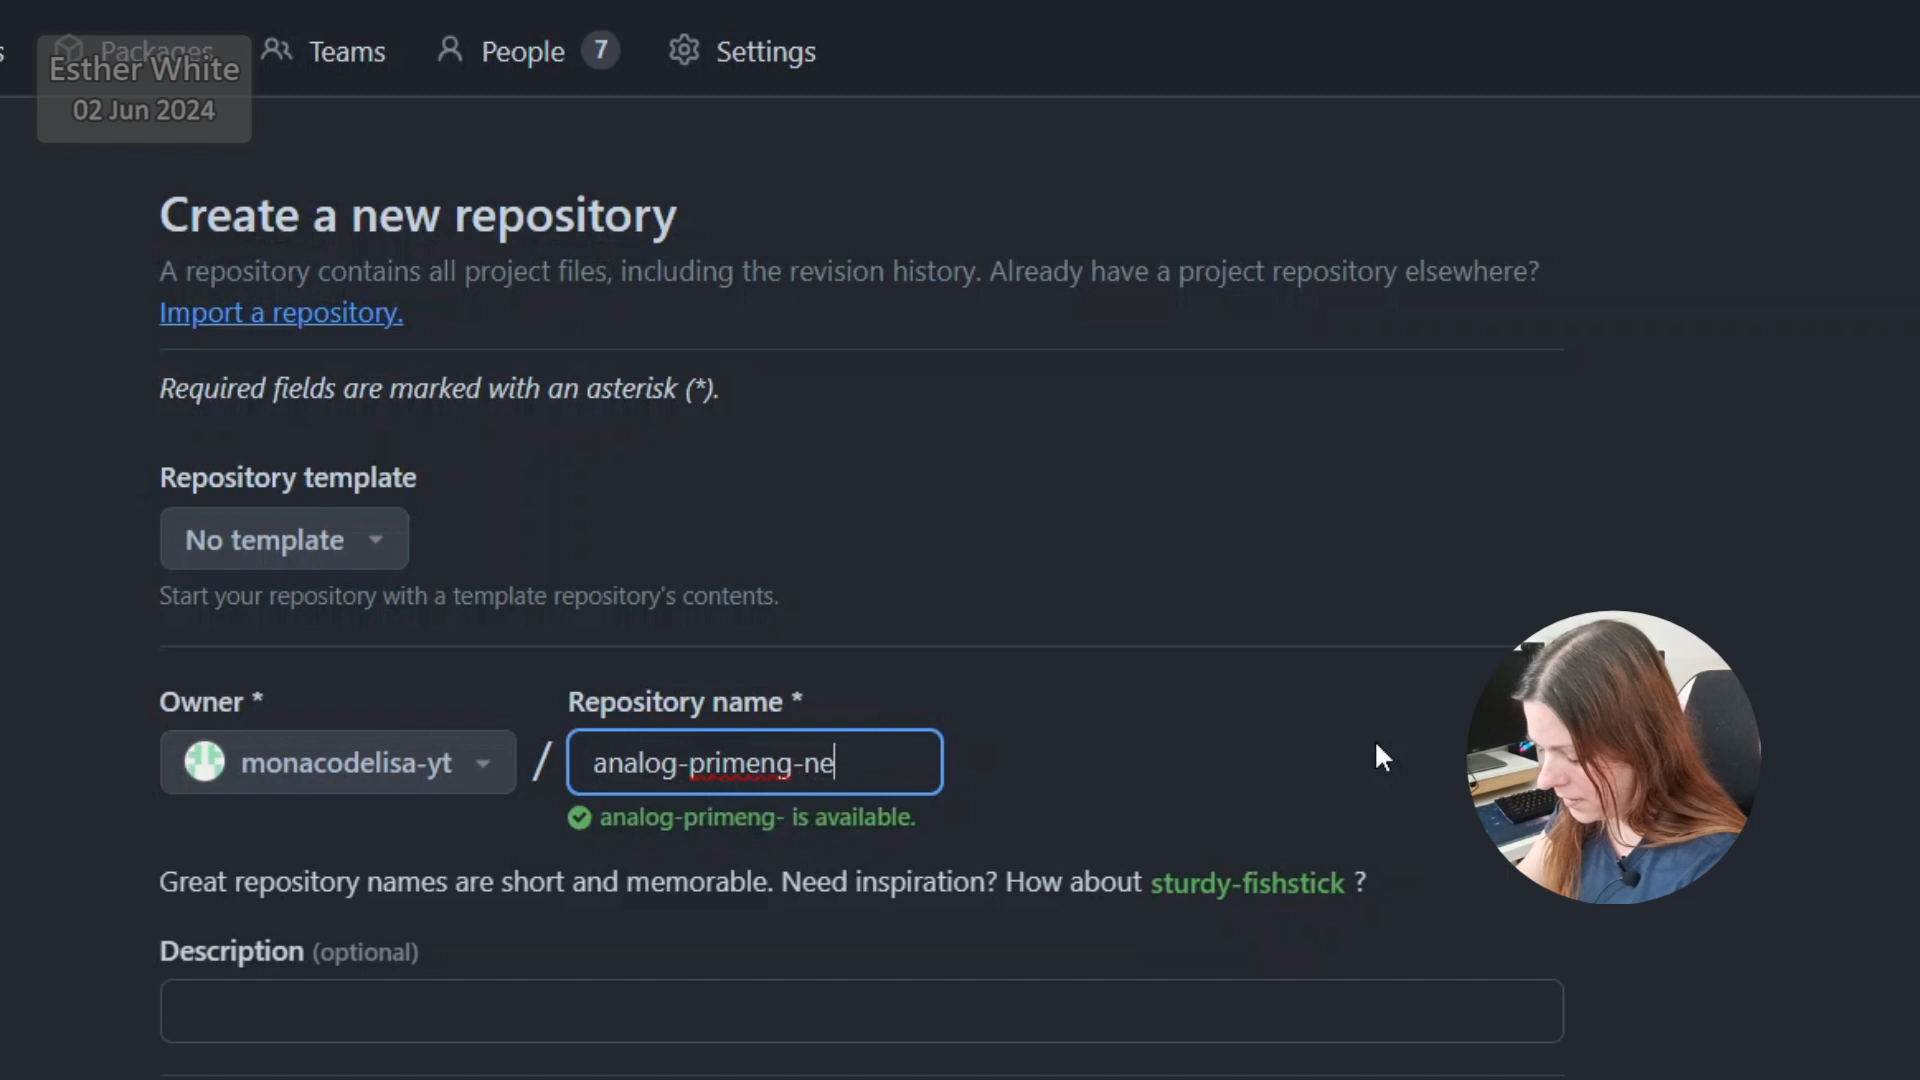 s Packages Teams People 7 Settings
Esther White
02 Jun 2024
Create a new repository
A repository contains all project files, including the revision history. Already have a project repository elsewhere?
Import a repository.
Required fields are marked with an asterisk (*).
Repository template
No template
Start your repository with a template repository's contents.
Owner * Repository name *
monacodelisa-yt / analog-primeng-ne
analog-primeng- is available.
Great repository names are short and memorable. Need inspiration? How about sturdy-fishstick ?
Description (optional)